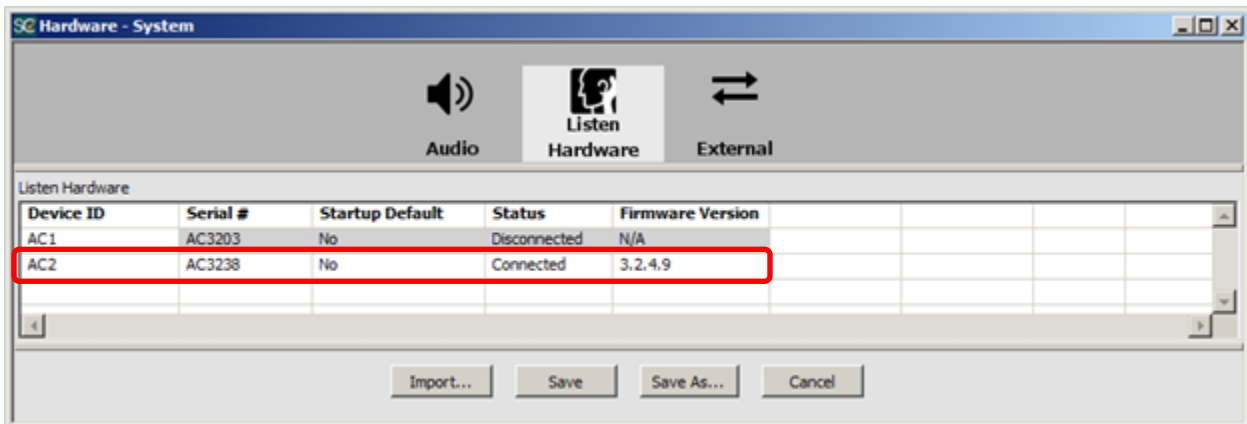 SC Hardware - System
Audio
Listen
Hardware
External
Listen Hardware
Device ID Serial # Startup Default Status Firmware Version
AC1 AC3203 No Disconnected N/A
AC2 AC3238 No Connected 3.2.4.9
Import... Save Save As... Cancel